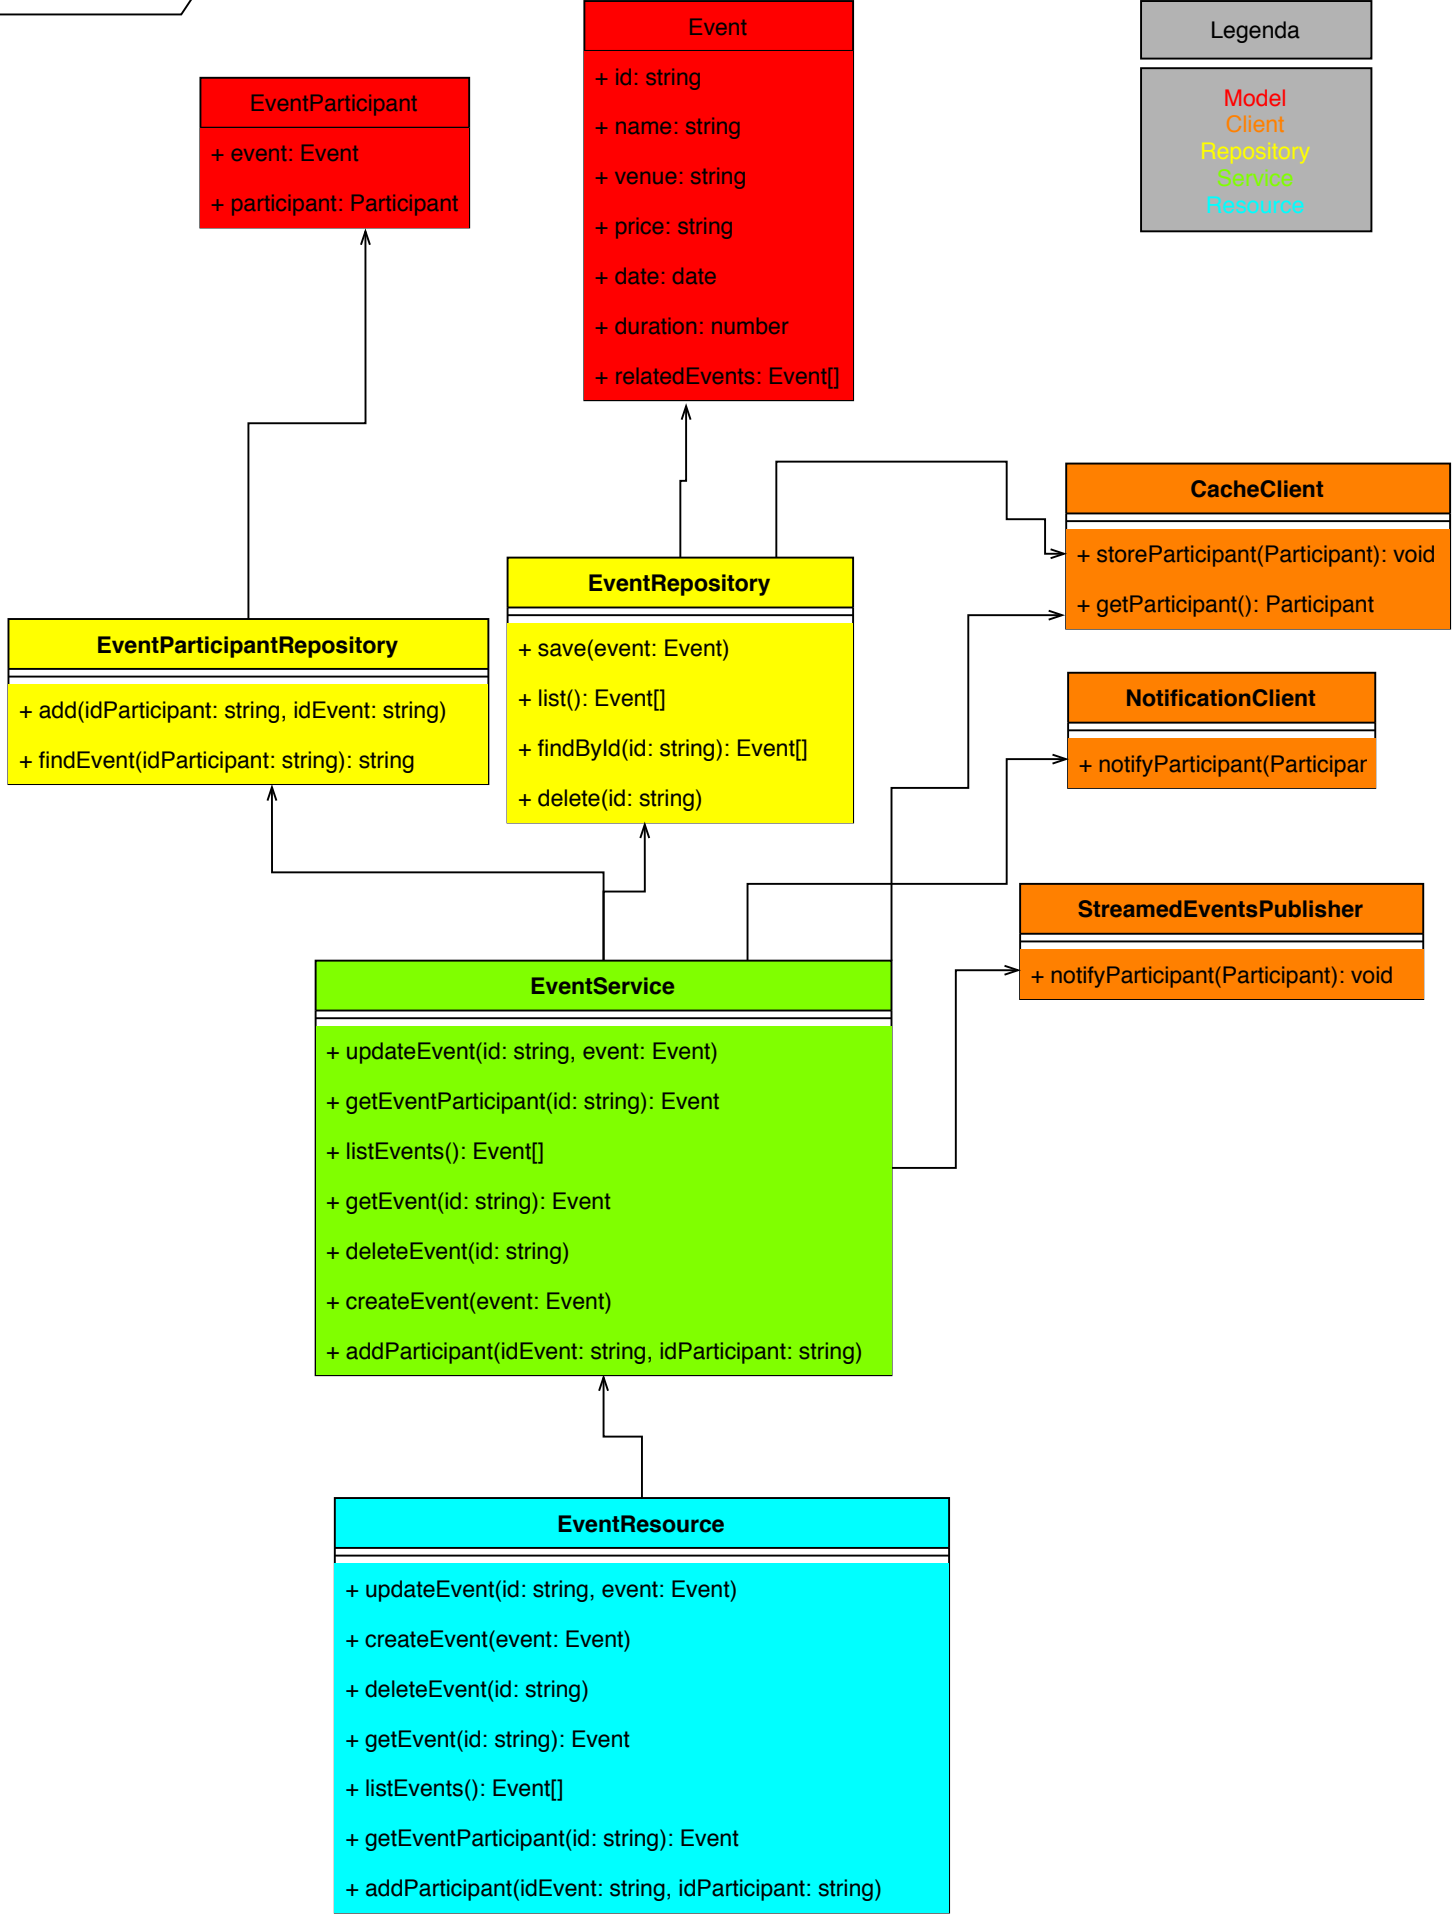 Event
+ id: string
+ name: string
+ venue: string
+ price: string
+ date: date
+ duration: number
+ relatedEvents: Event[]
Legenda
Model
Client
Repository
Service
Resource
EventParticipant
+ event: Event
+ participant: Participant
CacheClient
+ storeParticipant(Participant): void
+ getParticipant(): Participant
EventRepository
+ save(event: Event)
+ list(): Event[]
+ findById(id: string): Event[]
+ delete(id: string)
EventParticipantRepository
+ add(idParticipant: string, idEvent: string)
+ findEvent(idParticipant: string): string
NotificationClient
+ notifyParticipant(Participar
StreamedEventsPublisher
+ notifyParticipant(Participant): void
EventService
+ updateEvent(id: string, event: Event)
+ getEventParticipant(id: string): Event
+ listEvents(): Event[]
+ getEvent(id: string): Event
+ deleteEvent(id: string)
+ createEvent(event: Event)
+ addParticipant(idEvent: string, idParticipant: string)
EventResource
+ updateEvent(id: string, event: Event)
+ createEvent(event: Event)
+ deleteEvent(id: string)
+ getEvent(id: string): Event
+ listEvents(): Event[]
+ getEventParticipant(id: string): Event
+ addParticipant(idEvent: string, idParticipant: string)